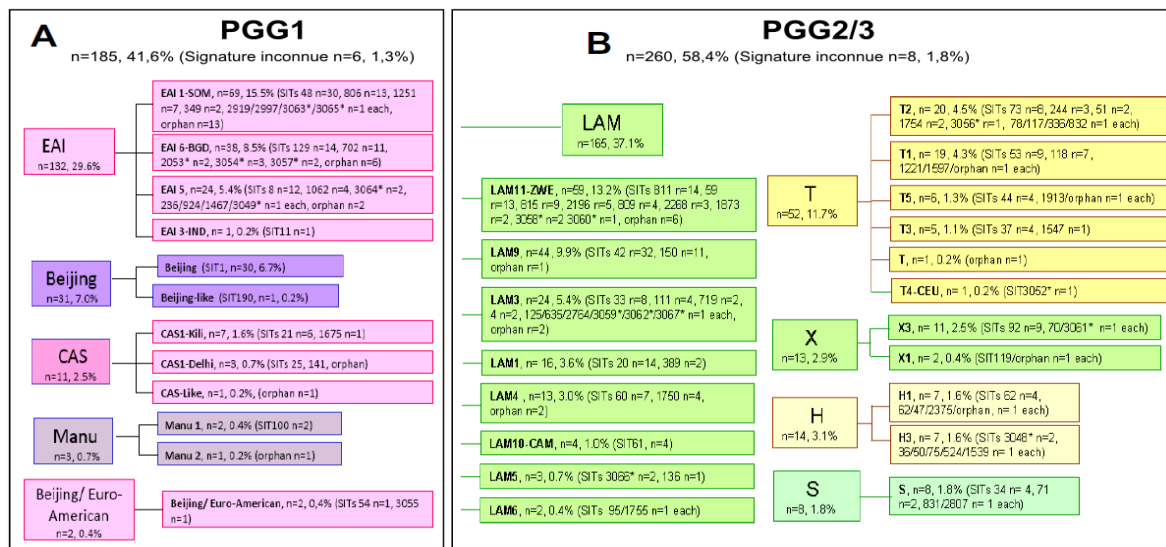 A
PGG1
n=185, 41,6% (Signature inconnue n=6, 1,3%)
EAI
n=132, 29.6%
EAI 1-SOM, n=69, 15.5% (SITs 48 n=30, 806 n=13, 1251
n=7, 349 n=2, 2919/2997/3063*/3065* n=1 each,
orphan n=13)
EAI 6-BGD, n=38, 8.5% (SITs 129 n=14, 702 n=11,
2053* n=2, 3054* n=3, 3057* n=2, orphan n=6)
EAI 5, n=24, 5.4% (SITs 8 n=12, 1062 n=4, 3064* n=2,
236/924/1467/3049* n=1 each, orphan n=2
EAI 3-IND, n= 1, 0.2% (SIT11 n=1)
Beijing
n=31, 7.0%
Beijing (SIT1, n=30, 6.7%)
Beijing-like (SIT190, n=1, 0.2%)
CAS
n=11, 2.5%
CAS1-Kili, n=7, 1.6% (SITs 21 n=6, 1675 n=1)
CAS1-Delhi, n=3, 0.7% (SITs 25, 141, orphan)
CAS-Like, n=1, 0.2%, (orphan n=1)
Manu
n=3, 0.7%
Manu 1, n=2, 0.4% (SIT100 n=2)
Manu 2, n=1, 0.2% (orphan n=1)
Beijing/ Euro-
American
n=2, 0.4%
Beijing/ Euro-American, n=2, 0,4% (SITs 54 n=1, 3055
n=1)
B
PGG2/3
n=260, 58,4% (Signature inconnue n=8, 1,8%)
LAM
n=165, 37.1%
LAM11-ZWE, n=59, 13.2% (SITs 811 n=14, 59
n=13, 815 n=9, 2196 n=5, 809 n=4, 2268 n=3, 1873
n=2, 3058* n=2 3060* n=1, orphan n=6)
LAM9, n=44, 9.9% (SITs 42 n=32, 150 n=11,
orphan n=1)
LAM3, n=24, 5.4% (SITs 33 n=8, 111 n=4, 719 n=2,
4 n=2, 125/635/2764/3059*/3062*/3067* n=1 each,
orphan n=2)
LAM1, n= 16, 3.6% (SITs 20 n=14, 389 n=2)
LAM4 , n=13, 3.0% (SITs 60 n=7, 1750 n=4,
orphan n=2)
LAM10-CAM, n=4, 1.0% (SIT61, n=4)
LAM5, n=3, 0.7% (SITs 3066* n=2, 136 n=1)
LAM6, n=2, 0.4% (SITs 95/1755 n=1 each)
T
n=52, 11.7%
T2, n= 20, 4.5% (SITs 73 n=8, 244 n=3, 51 n=2,
1754 n=2, 3056* n=1, 78/117/336/832 n=1 each)
T1, n= 19, 4.3% (SITs 53 n=9, 118 n=7,
1221/1597/orphan n=1 each)
T5, n=6, 1.3% (SITs 44 n=4, 1913/orphan n=1 each)
T3, n=5, 1.1% (SITs 37 n=4, 1547 n=1)
T, n=1, 0.2% (orphan n=1)
T4-CEU, n= 1, 0.2% (SIT3052* n=1)
X
n=13, 2.9%
X3, n= 11, 2.5% (SITs 92 n=9, 70/3061* n=1 each)
X1, n= 2, 0.4% (SIT119/orphan n=1 each)
H
n=14, 3.1%
H1, n= 7, 1.6% (SITs 62 n=4,
62/47/2375/orphan, n= 1 each)
H3, n= 7, 1.6% (SITs 3048* n=2,
36/50/75/524/1539 n= 1 each)
S
n=8, 1.8%
S, n=8, 1.8% (SITs 34 n= 4, 71
n=2, 831/2807 n= 1 each)